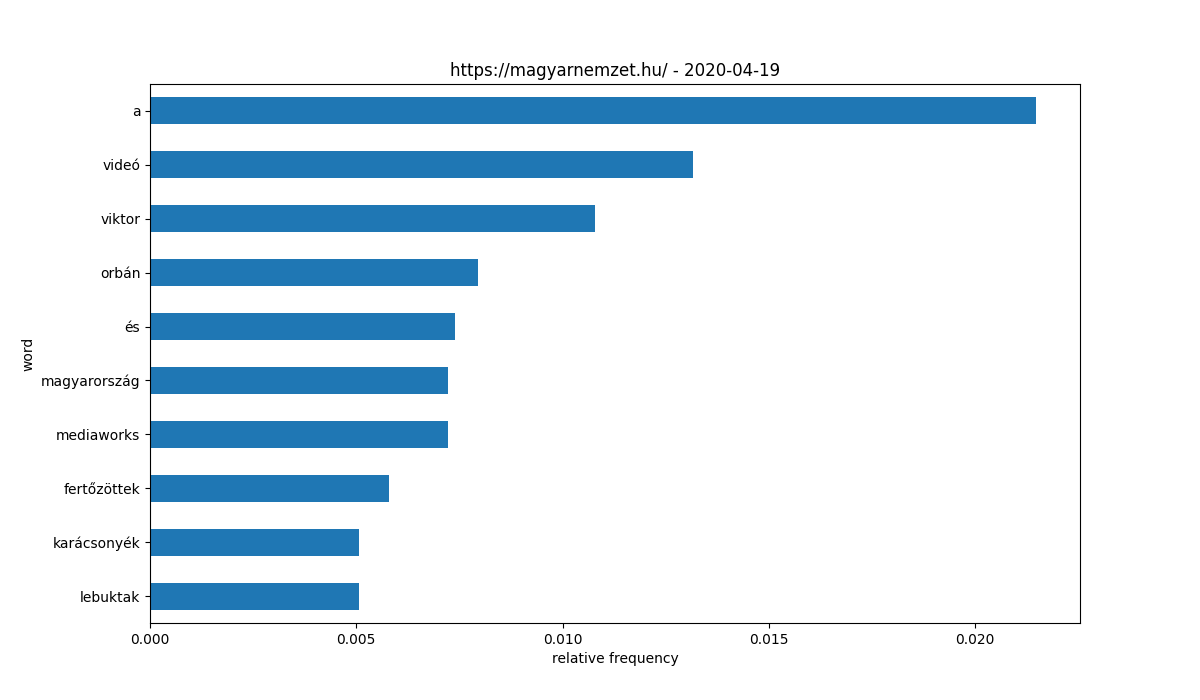 https://magyarnemzet.hu/ - 2020-04-19
word
a
videó
viktor
orbán
és
magyarország
mediaworks
fertőzöttek
karácsonyék
lebuktak
0.000 0.005 0.010 0.015 0.020
relative frequency